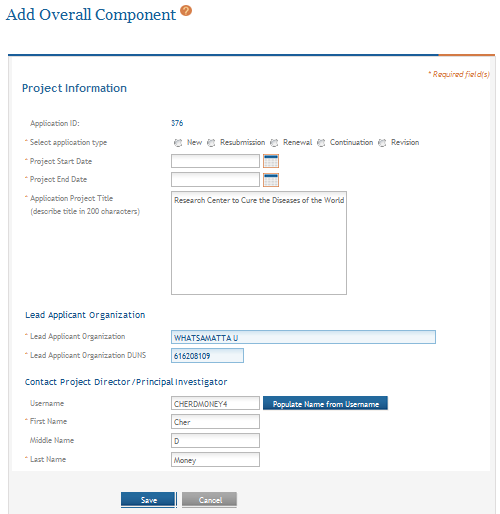 Add Overall Component ?
* Required field(s)
Project Information
Application ID: 376
* Select application type New Resubmission Renewal Continuation Revision
* Project Start Date
* Project End Date
* Application Project Title Research Center to Cure the Diseases of the World
(describe title in 200 characters)
Lead Applicant Organization
* Lead Applicant Organization WHATSAMATTA U
* Lead Applicant Organization DUNS 616208109
Contact Project Director/Principal Investigator
Username CHERDMONEY4 Populate Name from Username
* First Name Cher
Middle Name D
* Last Name Money
Save Cancel